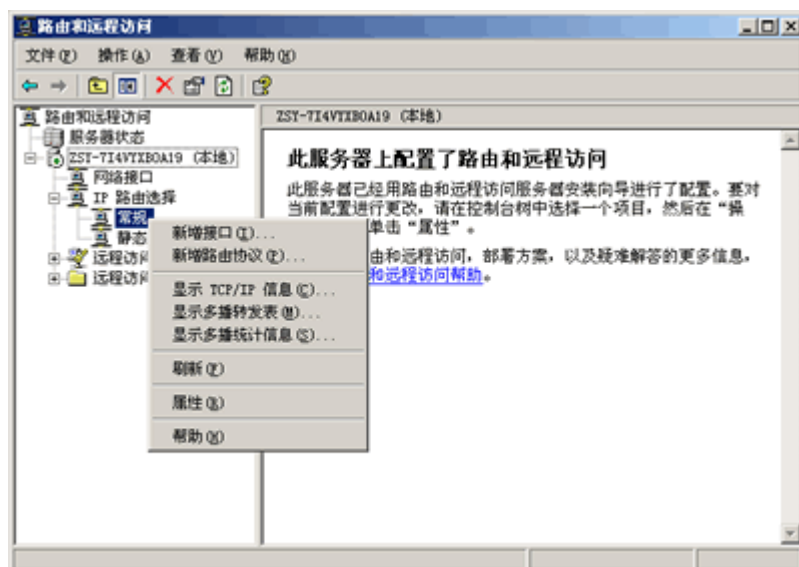 路由和远程访问
文件(F) 操作(A) 查看(V) 帮助(H)
路由和远程访问
服务器状态
ZSY-7I4VYXBOA19 (本地)
网络接口
IP 路由选择
常规
静态
远程访问
远程访问
新增接口(I)...
新增路由协议(P)...
显示 TCP/IP 信息(C)...
显示多播转发表(M)...
显示多播统计信息(S)...
刷新(F)
属性(R)
帮助(H)
ZSY-7I4VYXBOA19 (本地)
此服务器上配置了路由和远程访问
此服务器已经用路由和远程访问服务器安装向导进行了配置。要对
当前配置进行更改，请在控制台树中选择一个项目，然后在“操
单击“属性”。
由和远程访问，部署方案，以及疑难解答的更多信息，
和远程访问帮助。